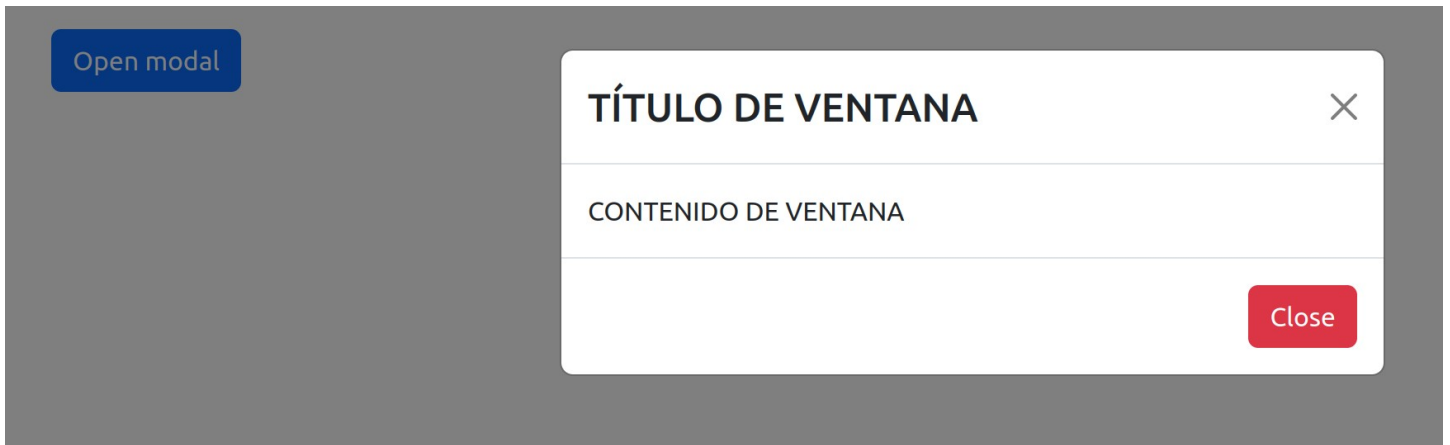 Open modal
TÍTULO DE VENTANA
CONTENIDO DE VENTANA
Close